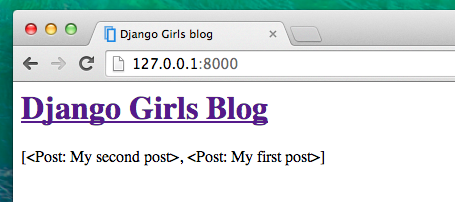 Django Girls blog
127.0.0.1:8000
Django Girls Blog
[<Post: My second post>, <Post: My first post>]